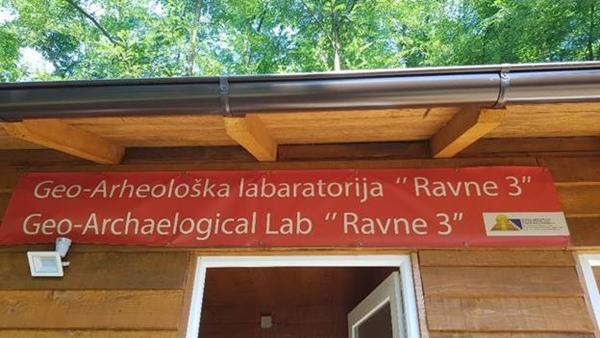 Geo-Arheološka labaratorija "Ravne 3"
Geo-Archaelogical Lab "Ravne 3"